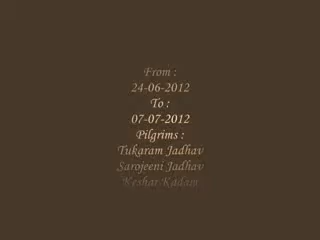 From :
24-06-2012
To :
07-07-2012
Pilgrims :
Tukaram Jadhav
Sarojeeni Jadhav
Keshar Kadam